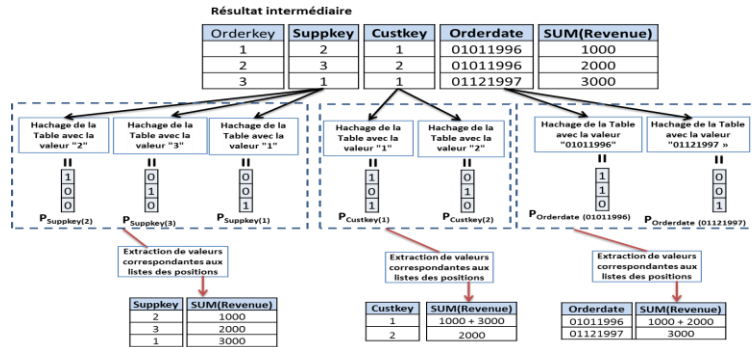 Résultat intermédiaire
Orderkey Suppkey Custkey Orderdate SUM(Revenue)
1 2 1 01011996 1000
2 3 2 01011996 2000
3 1 1 01121997 3000
Hachage de la Table avec la valeur "2"
Hachage de la Table avec la valeur "3"
Hachage de la Table avec la valeur "1"
Hachage de la Table avec la valeur "1"
Hachage de la Table avec la valeur "2"
Hachage de la Table avec la valeur "01011996"
Hachage de la Table avec la valeur "01121997 »
= = = = = = =
1 0 0 1 0 1 0
0 1 0 0 1 1 0
0 0 1 1 0 0 1
PSuppkey(2) PSuppkey(3) PSuppkey(1) PCustkey(1) PCustkey(2) POrderdate (01011996) POrderdate (01121997)
Extraction de valeurs correspondantes aux listes des positions
Extraction de valeurs correspondantes aux listes des positions
Extraction de valeurs correspondantes aux listes des positions
Suppkey SUM(Revenue)
2 1000
3 2000
1 3000
Custkey SUM(Revenue)
1 1000 + 3000
2 2000
Orderdate SUM(Revenue)
01011996 1000 + 2000
01121997 3000